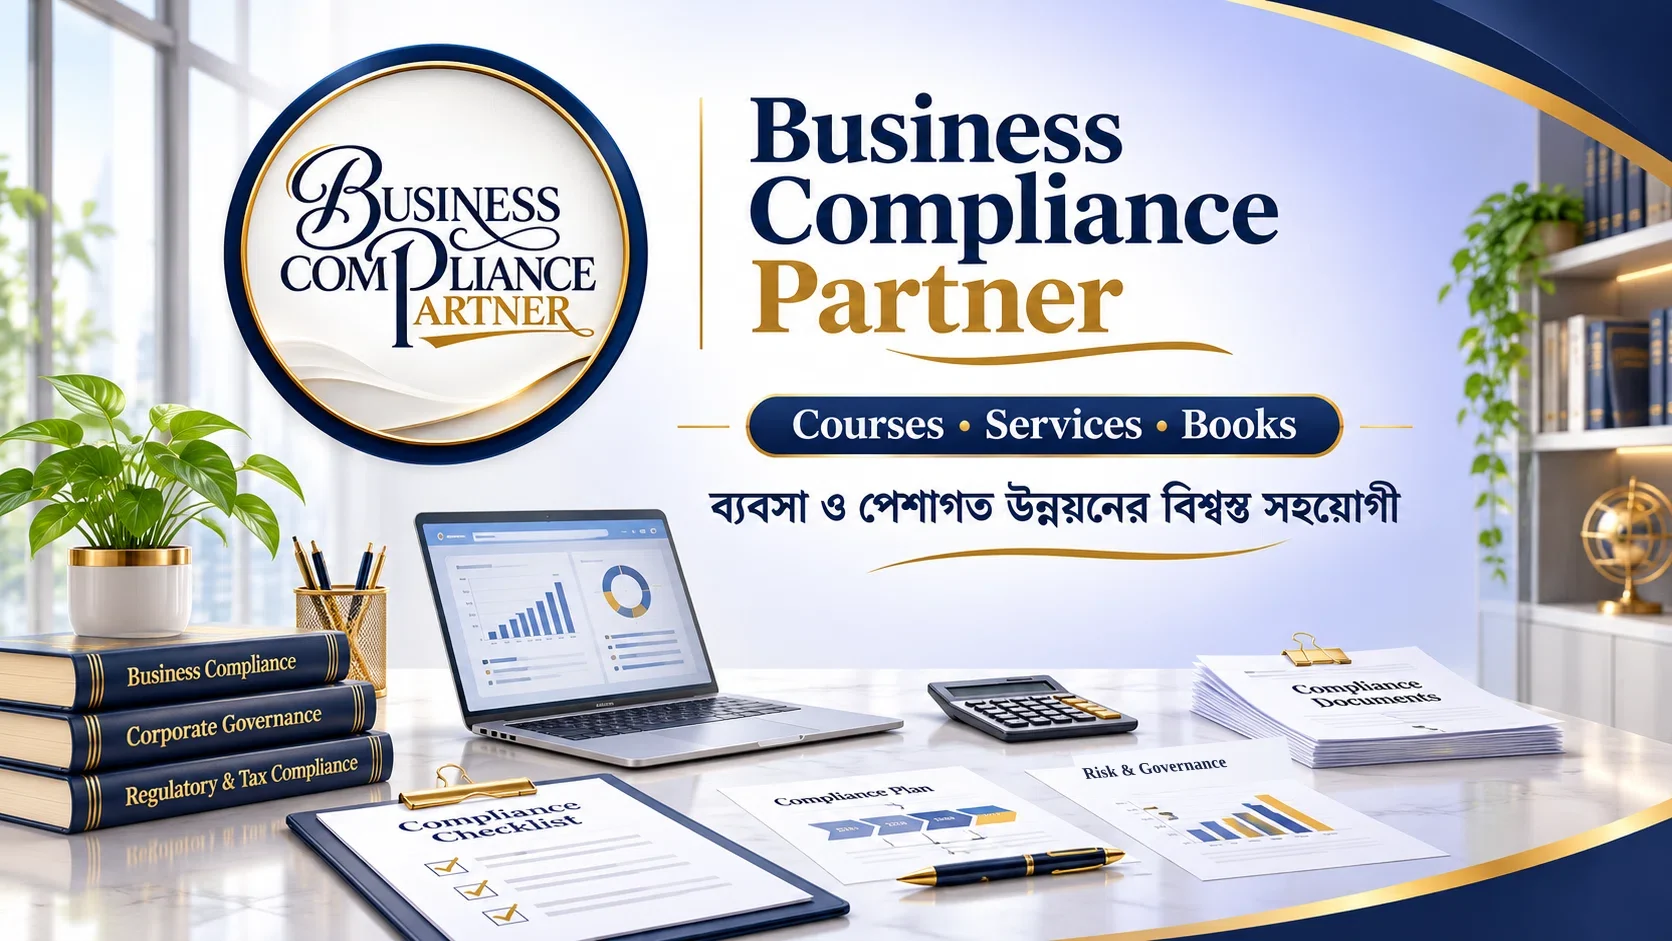 BUSINESS
COMPLIANCE
PARTNER
Business
Compliance
Partner
Courses • Services • Books
ব্যবসা ও পেশাগত উন্নয়নের বিশ্বস্ত সহযোগী
Business Compliance
Corporate Governance
Regulatory & Tax Compliance
Compliance
Checklist
Compliance Plan
Risk & Governance
Compliance
Documents